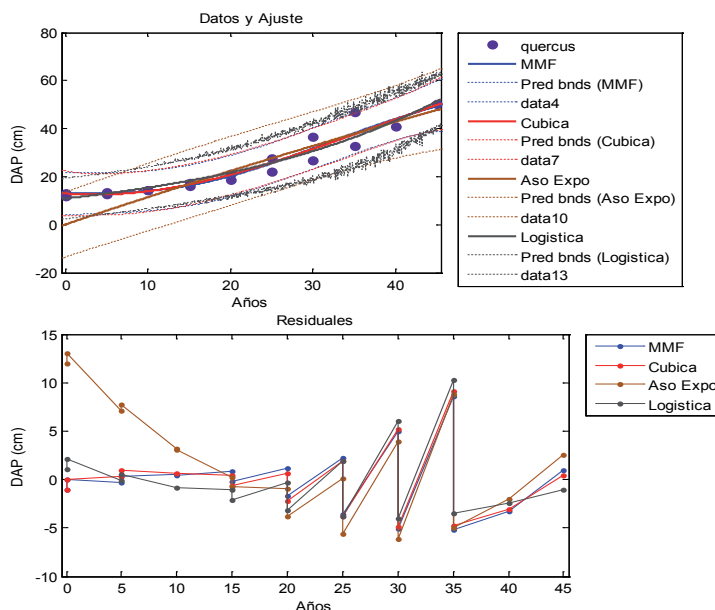 Datos y Ajuste
80
60
40
20
0
-20
DAP (cm)
0
10
20
30
40
Años
quercus
MMF
Pred bnds (MMF)
data4
Cubica
Pred bnds (Cubica)
data7
Aso Expo
Pred bnds (Aso Expo)
data10
Logistica
Pred bnds (Logistica)
data13
Residuales
15
10
5
0
-5
-10
DAP (cm)
0
5
10
15
20
25
30
35
40
45
Años
MMF
Cubica
Aso Expo
Logistica